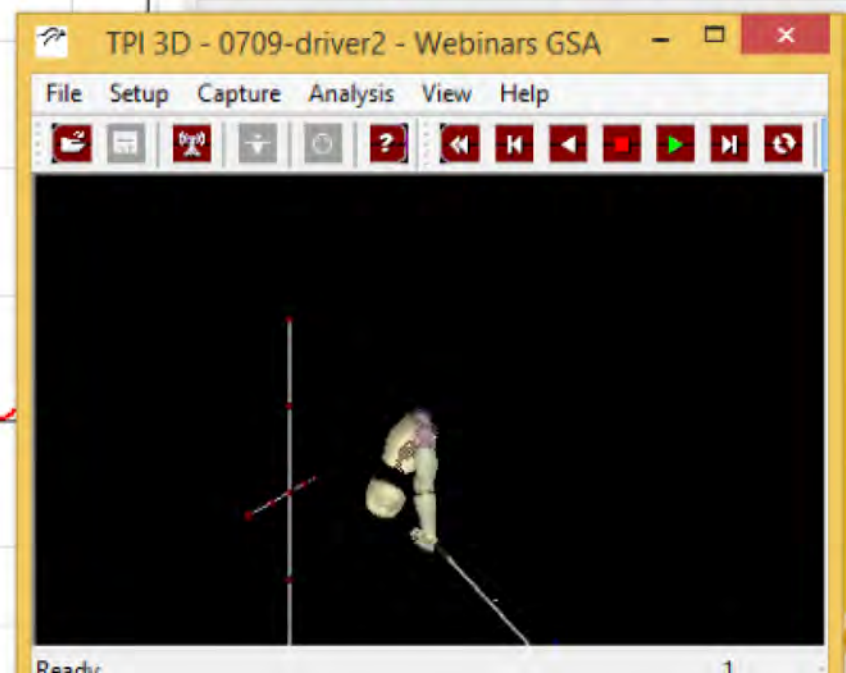 TPI 3D - 0709-driver2 - Webinars GSA
File Setup Capture Analysis View Help
?
Ready 1